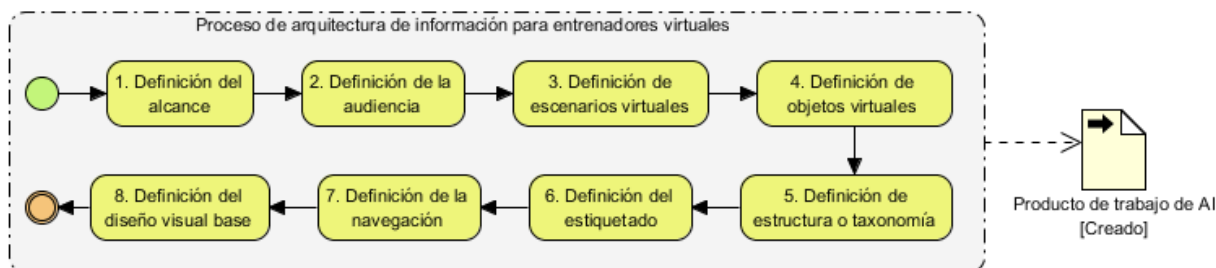 Proceso de arquitectura de información para entrenadores virtuales
1. Definición del
alcance
2. Definición de la
audiencia
3. Definición de
escenarios virtuales
4. Definición de
objetos virtuales
5. Definición de
estructura o taxonomía
6. Definición del
estiquetado
7. Definición de la
navegación
8. Definición del
diseño visual base
Producto de trabajo de AI
[Creado]